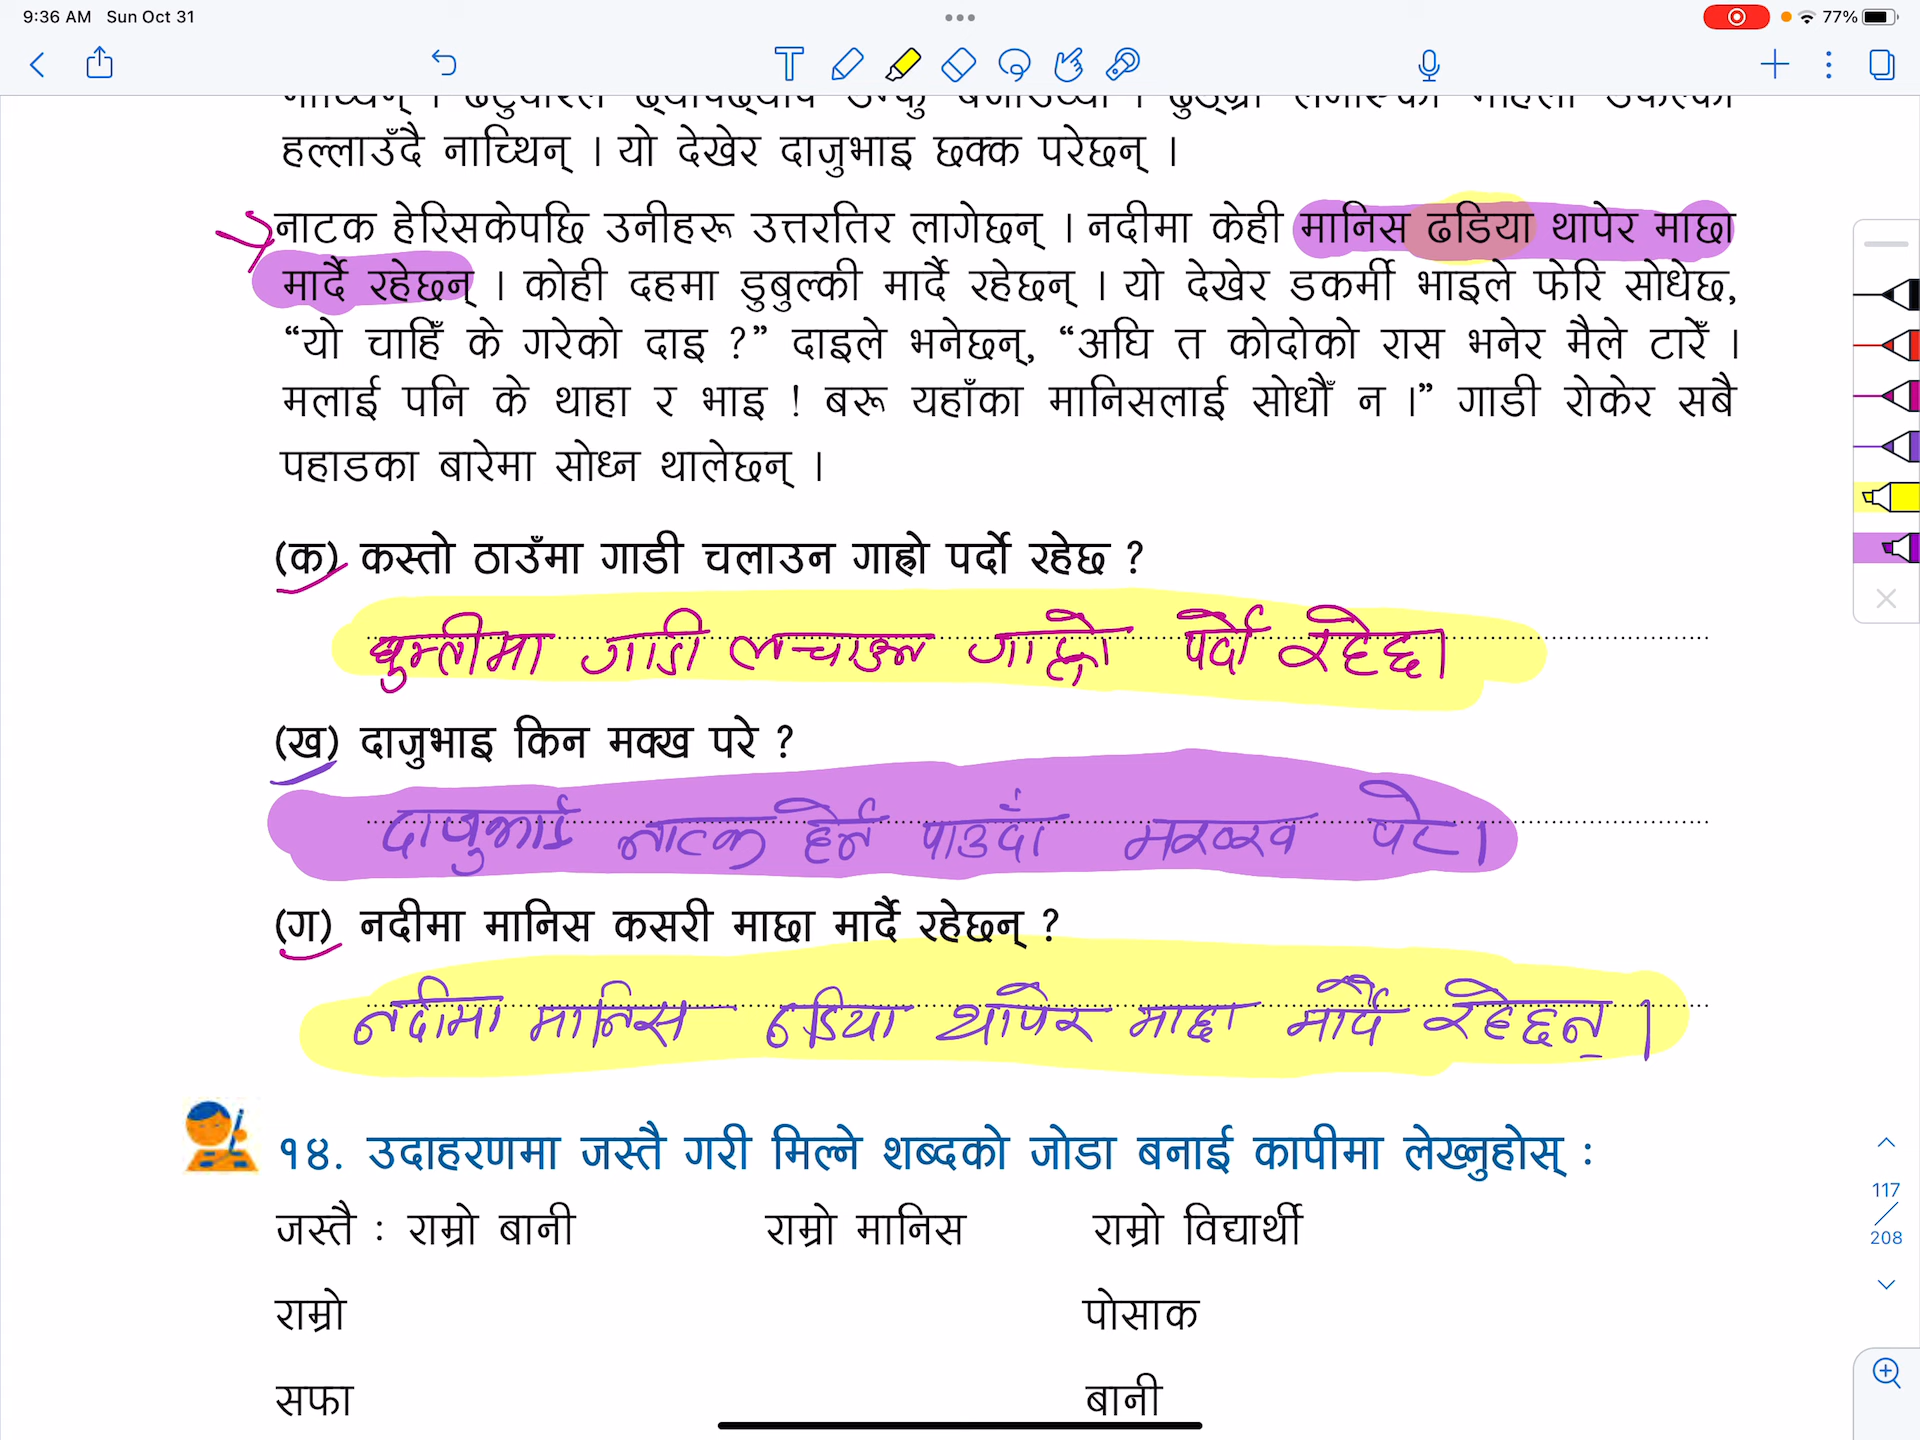 9:36 AM Sun Oct 31
77%
हल्लाउँदै नाच्थिन् । यो देखेर दाजुभाइ छक्क परेछन् ।
नाटक हेरिसकेपछि उनीहरू उत्तरतिर लागेछन् । नदीमा केही मानिस ढडिया थापेर माछा
मार्दै रहेछन् । कोही दहमा डुबुल्की मार्दै रहेछन् । यो देखेर डकर्मी भाइले फेरि सोधेछ,
“यो चाहिँ के गरेको दाइ ?” दाइले भनेछन्, “अघि त कोदोको रास भनेर मैले टारेँ ।
मलाई पनि के थाहा र भाइ ! बरू यहाँका मानिसलाई सोधौँ न ।” गाडी रोकेर सबै
पहाडका बारेमा सोध्न थालेछन् ।
(क) कस्तो ठाउँमा गाडी चलाउन गाह्रो पर्दो रहेछ ?
घुम्तीमा गाडी लचाउन गाह्रो पर्दो रहेछ।
(ख) दाजुभाइ किन मक्ख परे ?
दाजुभाई नाटक हेर्न पाउँदा मख्ख परे।
(ग) नदीमा मानिस कसरी माछा मार्दै रहेछन् ?
नदीमा मानिस ढडिया थापेर माछा मार्दै रहेछन् ।
१४. उदाहरणमा जस्तै गरी मिल्ने शब्दको जोडा बनाई कापीमा लेख्नुहोस् :
जस्तै : राम्रो बानी राम्रो मानिस राम्रो विद्यार्थी
राम्रो पोसाक
सफा बानी
117
208